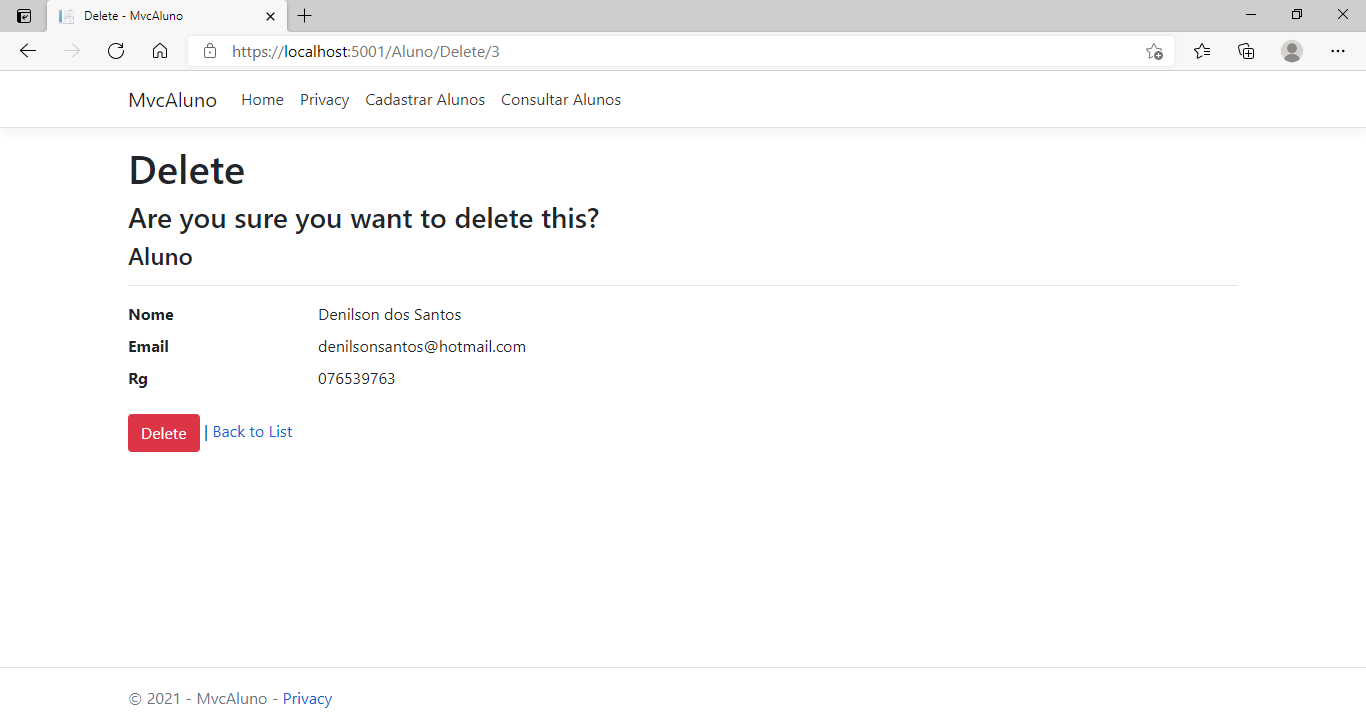 Delete - MvcAluno
https://localhost:5001/Aluno/Delete/3
MvcAluno Home Privacy Cadastrar Alunos Consultar Alunos
Delete
Are you sure you want to delete this?
Aluno
Nome Denilson dos Santos
Email denilsonsantos@hotmail.com
Rg 076539763
Delete | Back to List
© 2021 - MvcAluno - Privacy